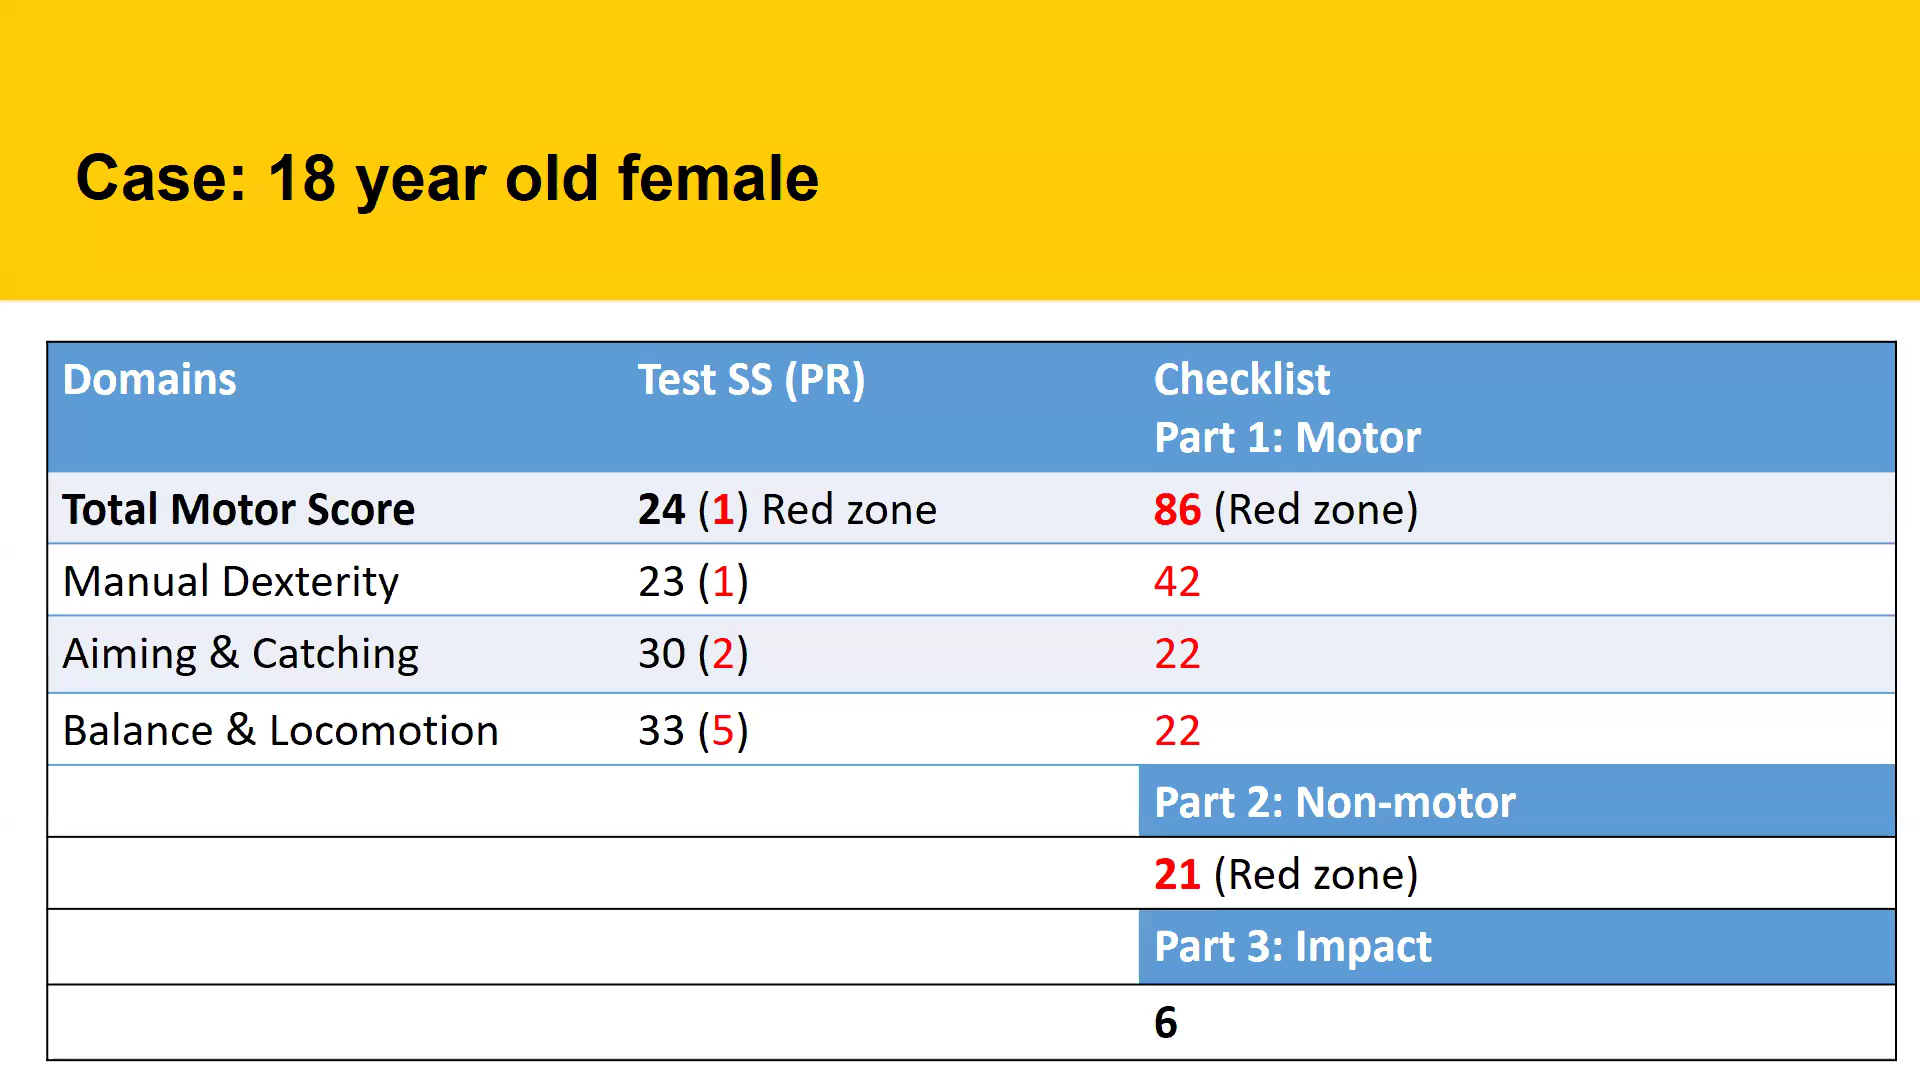 Case: 18 year old female
Domains Test SS (PR) Checklist
Part 1: Motor
Total Motor Score 24 (1) Red zone 86 (Red zone)
Manual Dexterity 23 (1) 42
Aiming & Catching 30 (2) 22
Balance & Locomotion 33 (5) 22
Part 2: Non-motor
21 (Red zone)
Part 3: Impact
6